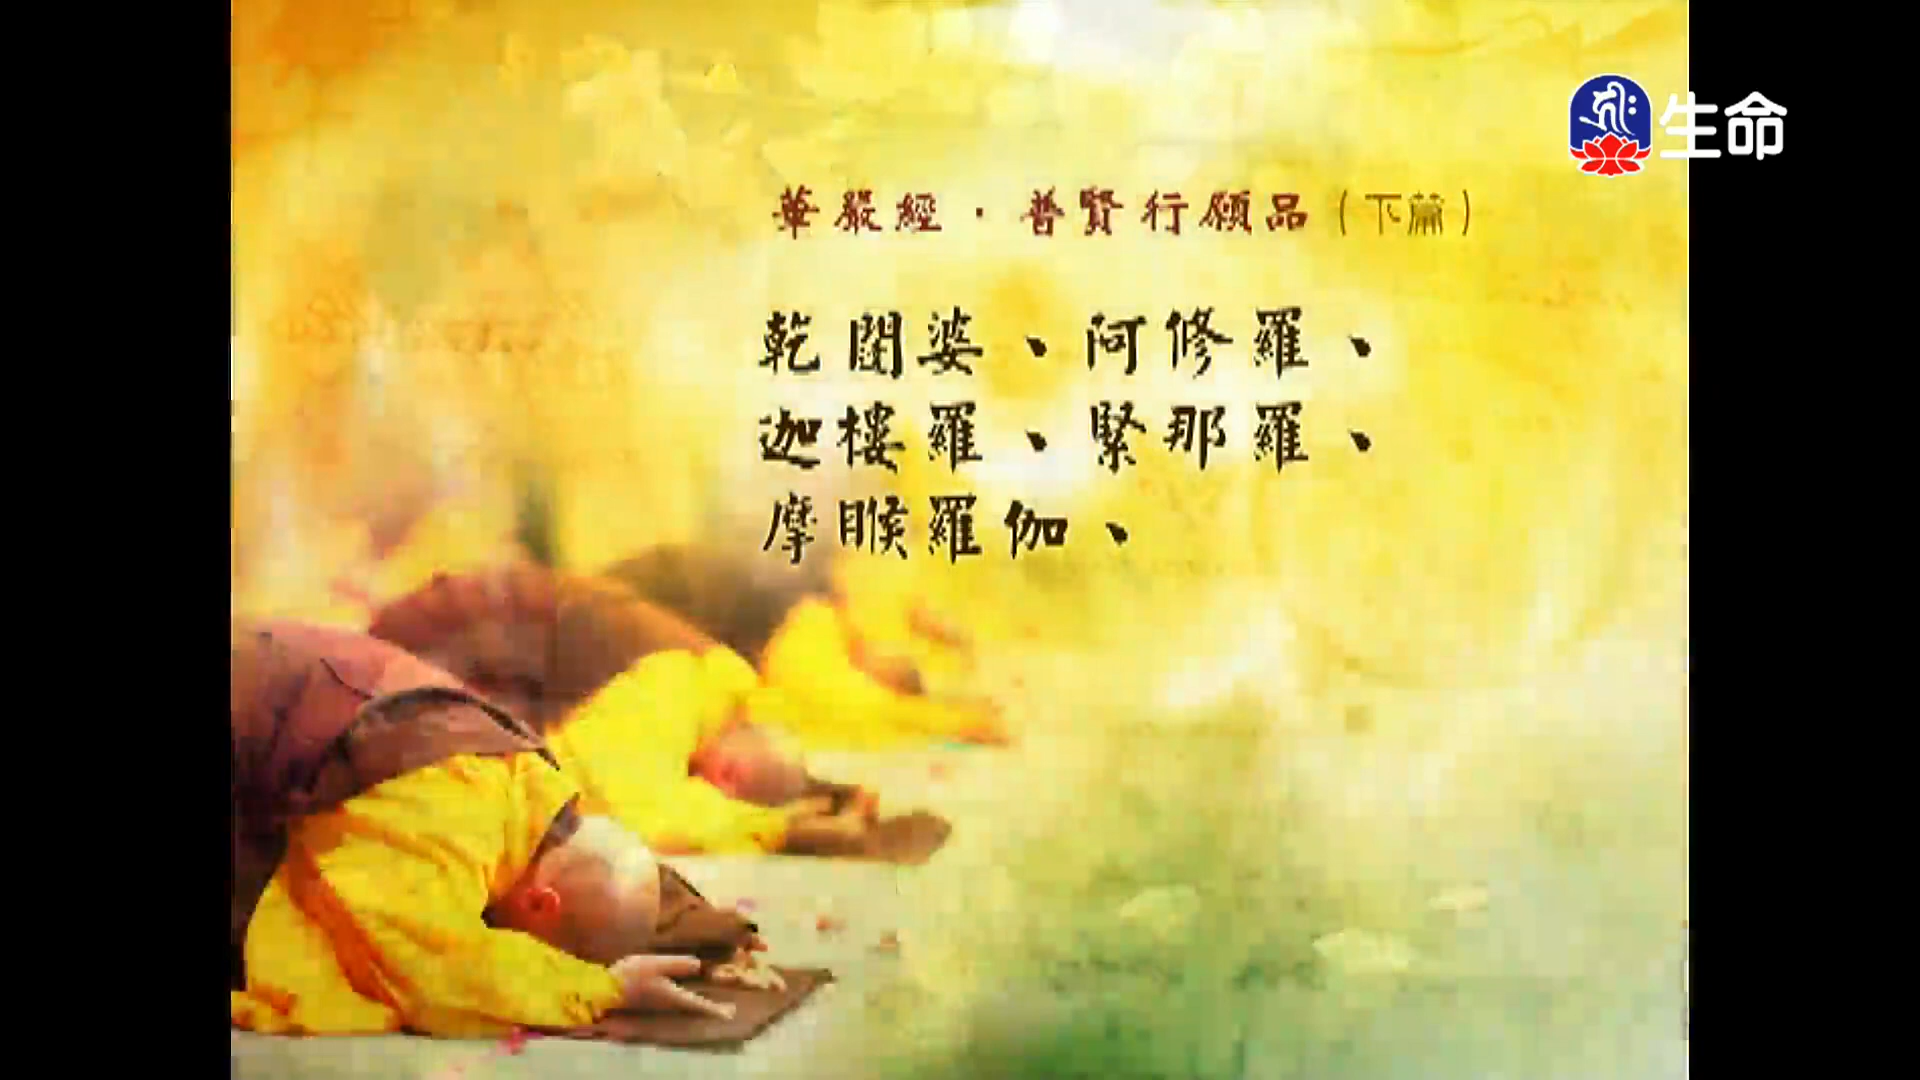 生命
華嚴經·普賢行願品（下篇）
乾闥婆、阿修羅、
迦樓羅、緊那羅、
摩睺羅伽、